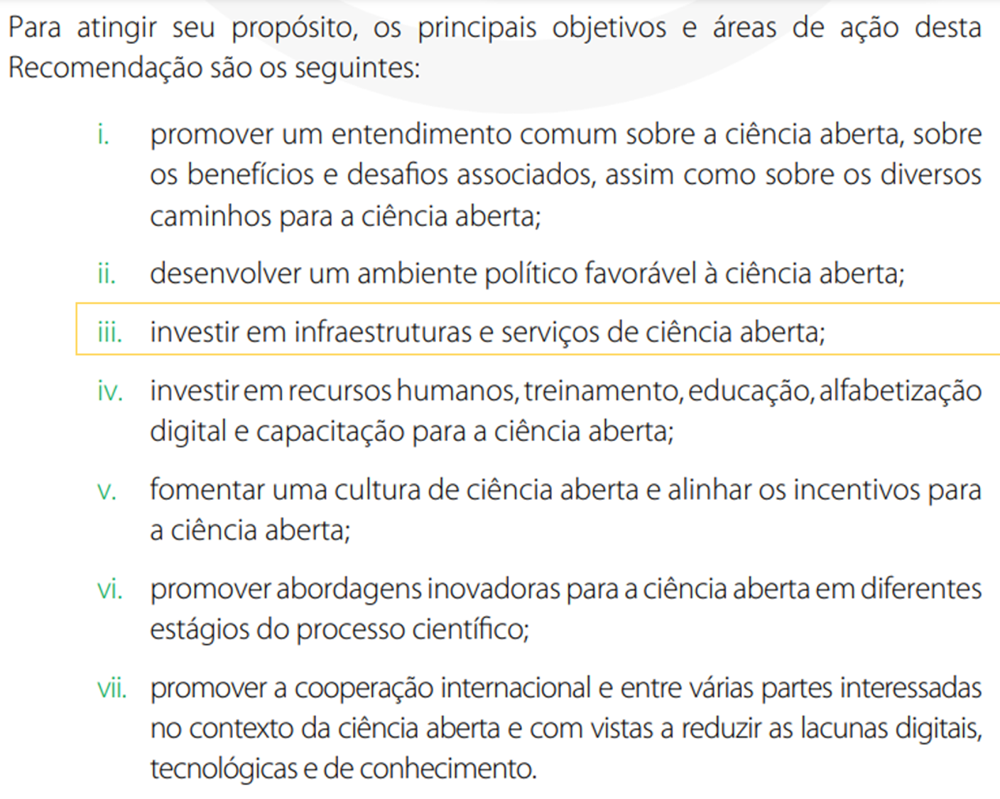 Para atingir seu propósito, os principais objetivos e áreas de ação desta
Recomendação são os seguintes:
i. promover um entendimento comum sobre a ciência aberta, sobre
os benefícios e desafios associados, assim como sobre os diversos
caminhos para a ciência aberta;
ii. desenvolver um ambiente político favorável à ciência aberta;
iii. investir em infraestruturas e serviços de ciência aberta;
iv. investir em recursos humanos, treinamento, educação, alfabetização
digital e capacitação para a ciência aberta;
v. fomentar uma cultura de ciência aberta e alinhar os incentivos para
a ciência aberta;
vi. promover abordagens inovadoras para a ciência aberta em diferentes
estágios do processo científico;
vii. promover a cooperação internacional e entre várias partes interessadas
no contexto da ciência aberta e com vistas a reduzir as lacunas digitais,
tecnológicas e de conhecimento.